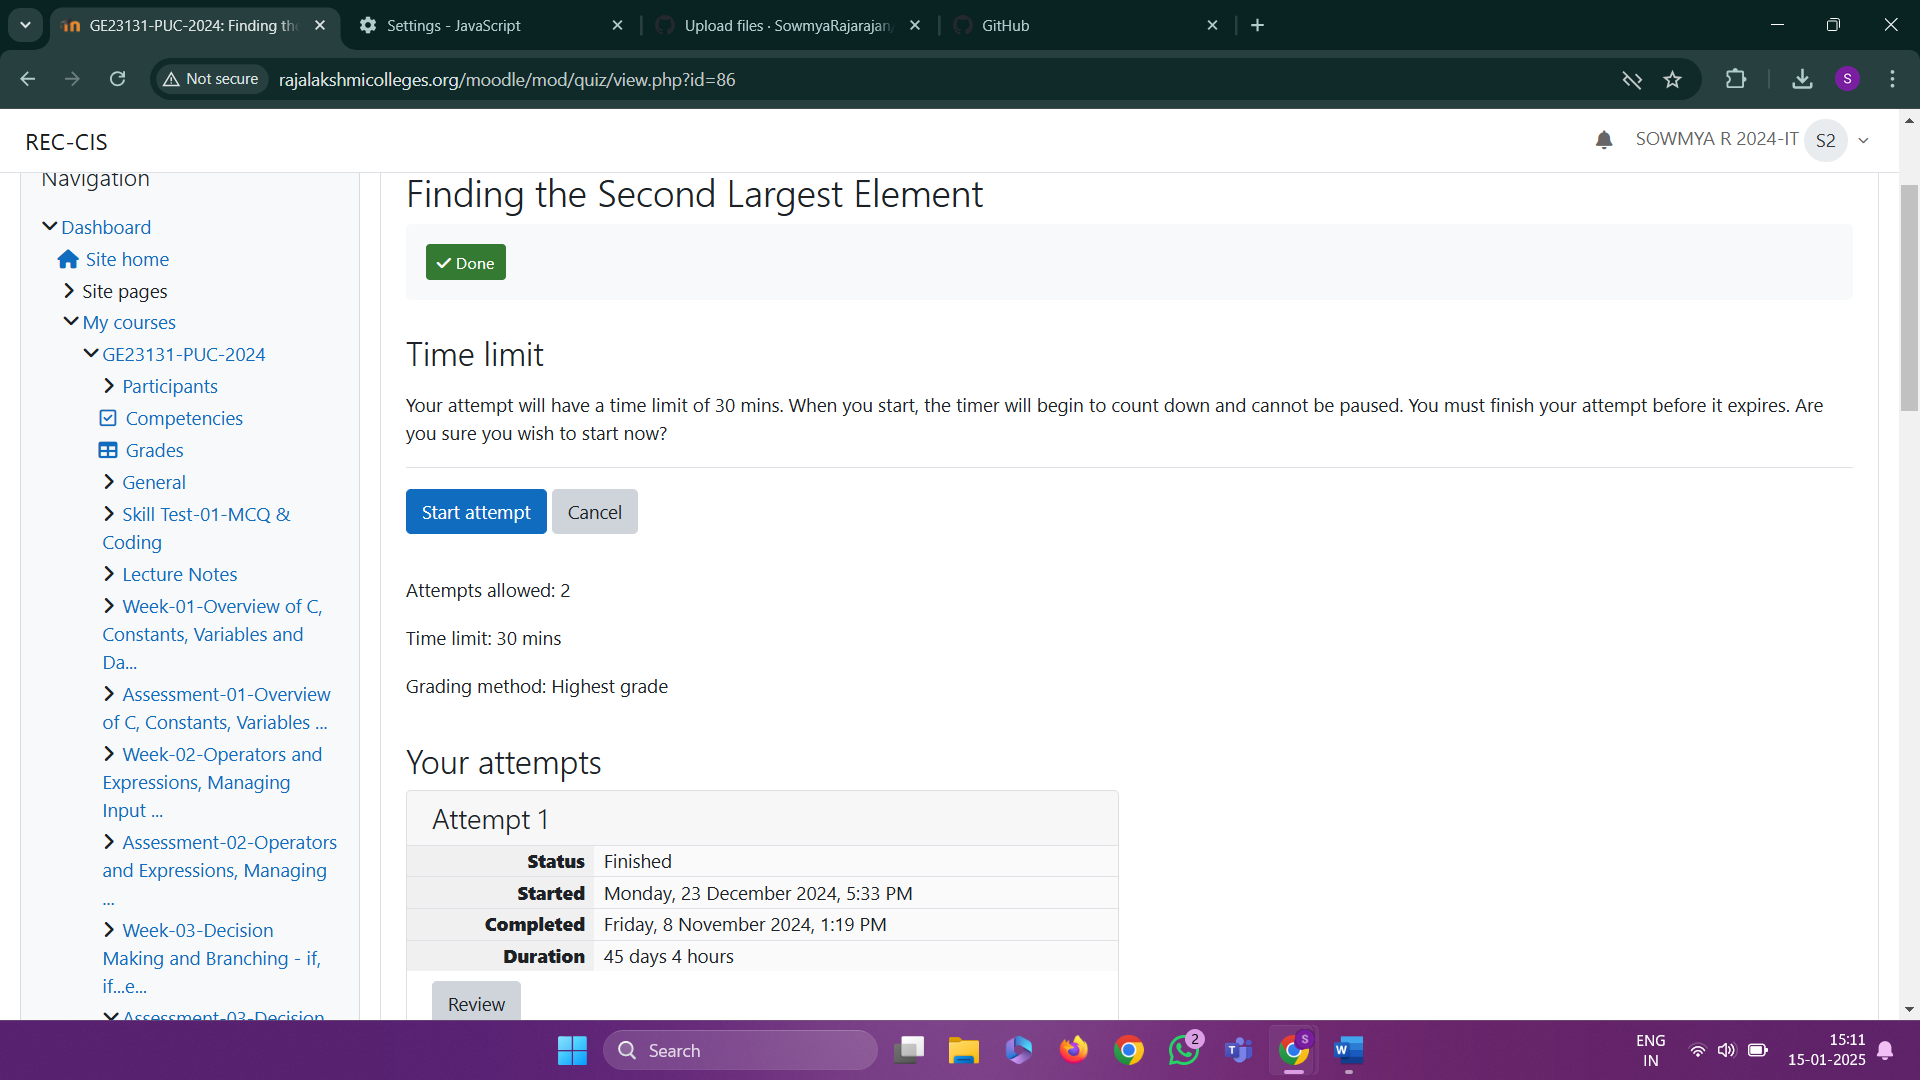 GE23131-PUC-2024: Finding the
Settings - JavaScript
Upload files · SowmyaRajarajan
GitHub
Not secure
rajalakshmicolleges.org/moodle/mod/quiz/view.php?id=86
S
REC-CIS
SOWMYA R 2024-IT
S2
Navigation
Dashboard
Site home
Site pages
My courses
GE23131-PUC-2024
Participants
Competencies
Grades
General
Skill Test-01-MCQ &
Coding
Lecture Notes
Week-01-Overview of C,
Constants, Variables and
Da...
Assessment-01-Overview
of C, Constants, Variables ...
Week-02-Operators and
Expressions, Managing
Input ...
Assessment-02-Operators
and Expressions, Managing
...
Week-03-Decision
Making and Branching - if,
if...e...
Assessment-03-Decision
Finding the Second Largest Element
Done
Time limit
Your attempt will have a time limit of 30 mins. When you start, the timer will begin to count down and cannot be paused. You must finish your attempt before it expires. Are
you sure you wish to start now?
Start attempt
Cancel
Attempts allowed: 2
Time limit: 30 mins
Grading method: Highest grade
Your attempts
Attempt 1
Status Finished
Started Monday, 23 December 2024, 5:33 PM
Completed Friday, 8 November 2024, 1:19 PM
Duration 45 days 4 hours
Review
Search
2
S
ENG
IN
15:11
15-01-2025